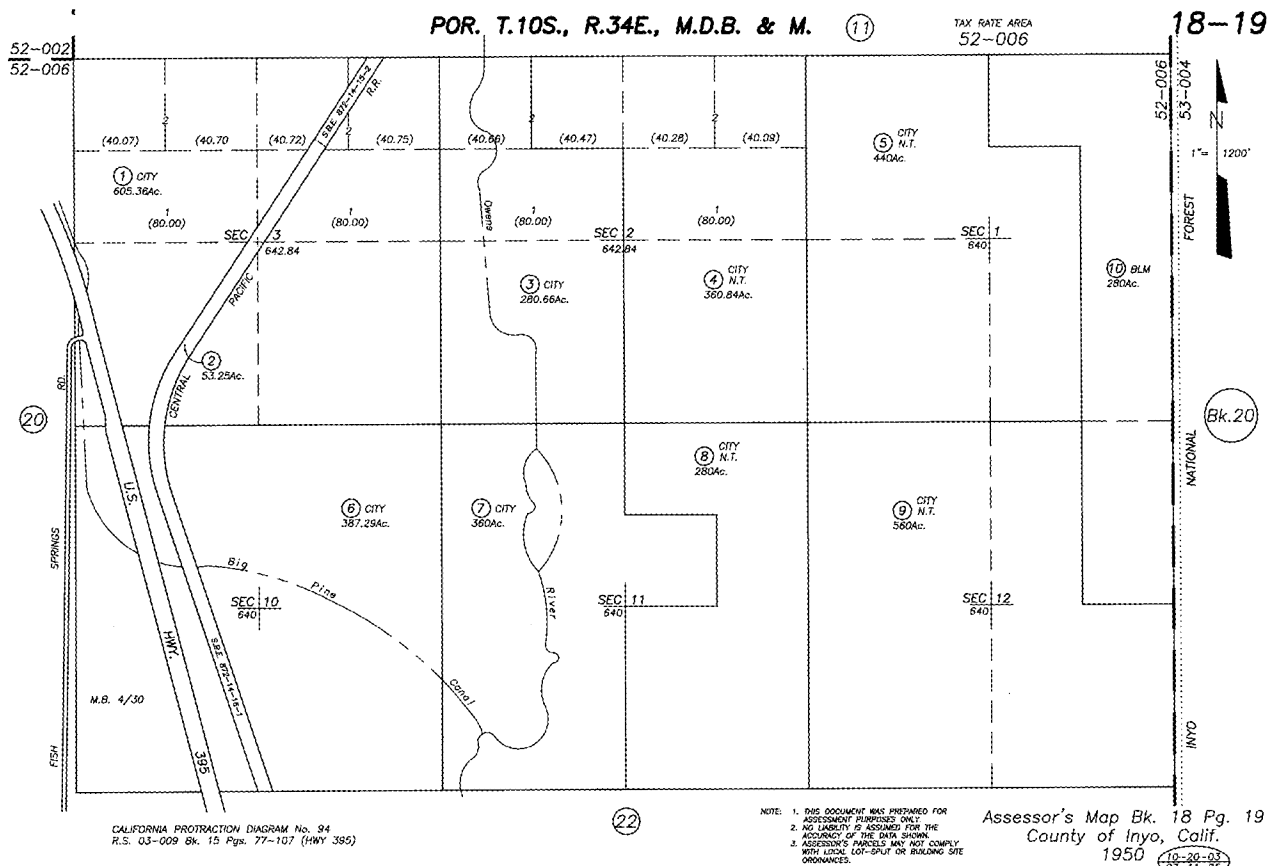 POR. T.10S., R.34E., M.D.B. & M.
11
TAX RATE AREA
52-006
18-19
52-002
52-006
52-006
53-004
N
1"= 1200'
S.B.E. 872-14-15-2
R.R.
2
2
2
2
(40.07)
(40.70
(40.72)
(40.75)
(40.66)
(40.47)
(40.28)
(40.09)
1 CITY
605.36Ac.
5 CITY
N.T.
440Ac.
1
(80.00)
1
(80.00)
1
(80.00)
1
(80.00)
SEC 3
642.84
SEC 2
642.84
SEC 1
640
Owens
FOREST
PACIFIC
3 CITY
280.66Ac.
4 CITY
N.T.
360.84Ac.
10 BLM
280Ac.
2
53.25Ac.
CENTRAL
RD.
20
Bk.20
8 CITY
N.T.
280Ac.
NATIONAL
U.S.
6 CITY
387.29Ac.
7 CITY
360Ac.
9 CITY
N.T.
560Ac.
SPRINGS
Big
Pine
River
SEC 10
640
SEC 11
640
SEC 12
640
HWY.
S.B.E. 872-14-16-1
Canal
M.B. 4/30
395
FISH
INYO
22
CALIFORNIA PROTRACTION DIAGRAM No. 94
R.S. 03-009 Bk. 15 Pgs. 77-107 (HWY 395)
NOTE: 1. THIS DOCUMENT WAS PREPARED FOR
ASSESSMENT PURPOSES ONLY.
2. NO LIABILITY IS ASSUMED FOR THE
ACCURACY OF THE DATA SHOWN.
3. ASSESSOR'S PARCELS MAY NOT COMPLY
WITH LOCAL LOT-SPLIT OR BUILDING SITE
ORDINANCES.
Assessor's Map Bk. 18 Pg. 19
County of Inyo, Calif.
1950
10-20-03